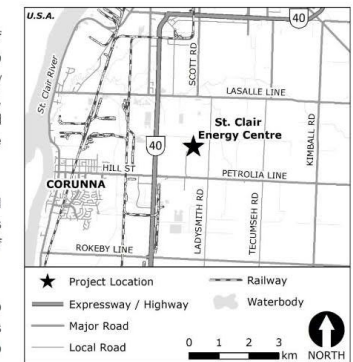 U.S.A.
40
St. Clair River
SCOTT RD
LASALLE LINE
St. Clair
Energy Centre
KIMBALL RD
40
HILL ST
PETROLIA LINE
CORUNNA
LADYSMITH RD
TECUMSEH RD
ROKEBY LINE
Project Location
Railway
Expressway / Highway
Waterbody
Major Road
Local Road
0 1 2 3
km
NORTH